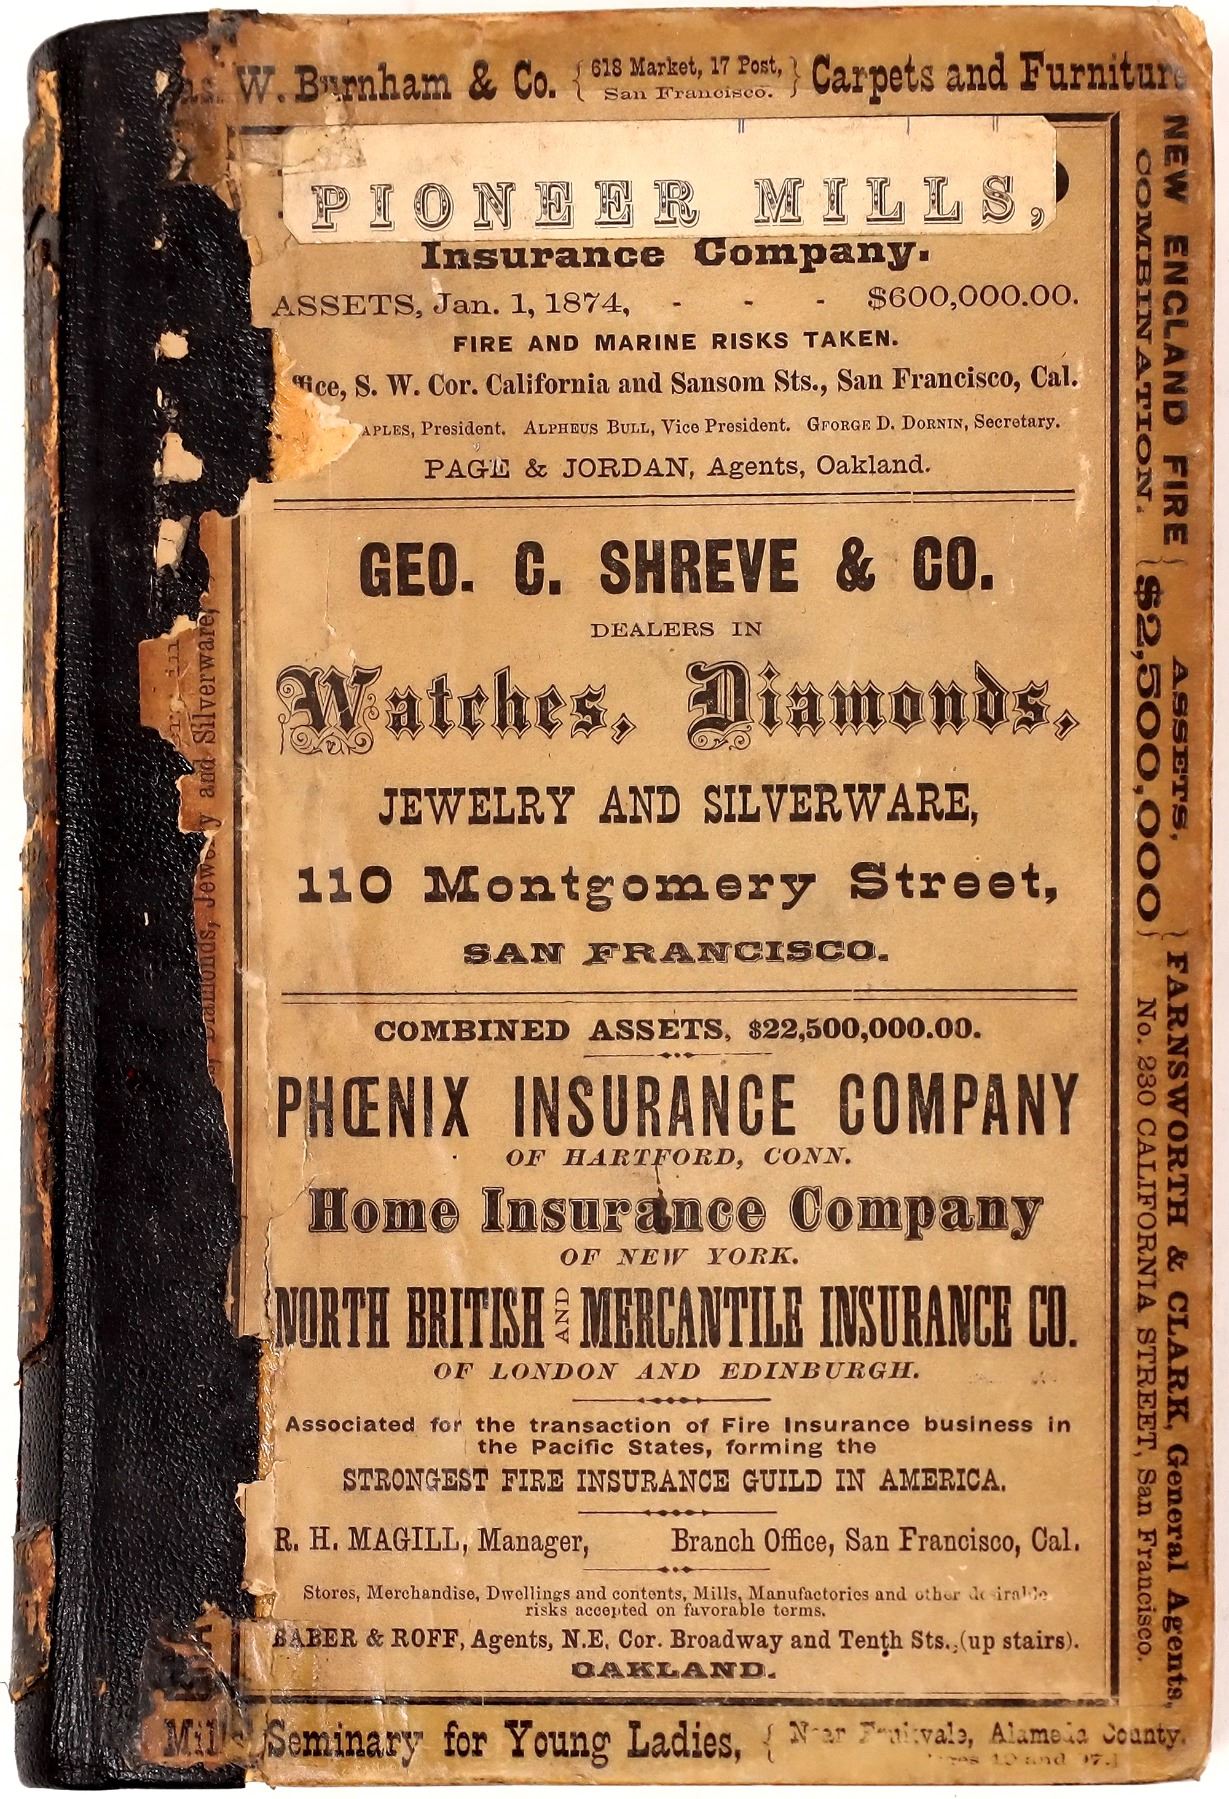 W. Burnham & Co. { 618 Market, 17 Post, San Francisco. } Carpets and Furniture
PIONEER MILLS,
Insurance Company.
ASSETS, Jan. 1, 1874, - - - $600,000.00.
FIRE AND MARINE RISKS TAKEN.
ffice, S. W. Cor. California and Sansom Sts., San Francisco, Cal.
APLES, President. ALPHEUS BULL, Vice President. GEORGE D. DORNIN, Secretary.
PAGE & JORDAN, Agents, Oakland.
GEO. C. SHREVE & CO.
DEALERS IN
Watches, Diamonds,
JEWELRY AND SILVERWARE,
110 Montgomery Street,
SAN FRANCISCO.
COMBINED ASSETS, $22,500,000.00.
PHŒNIX INSURANCE COMPANY
OF HARTFORD, CONN.
Home Insurance Company
OF NEW YORK.
NORTH BRITISH AND MERCANTILE INSURANCE CO.
OF LONDON AND EDINBURGH.
Associated for the transaction of Fire Insurance business in
the Pacific States, forming the
STRONGEST FIRE INSURANCE GUILD IN AMERICA.
R. H. MAGILL, Manager, Branch Office, San Francisco, Cal.
Stores, Merchandise, Dwellings and contents, Mills, Manufactories and other desirable
risks accepted on favorable terms.
BABER & ROFF, Agents, N.E. Cor. Broadway and Tenth Sts., (up stairs).
OAKLAND.
Mills Seminary for Young Ladies, { Near Fruitvale, Alameda County.
and 97.]
NEW ENGLAND FIRE COMBINATION. { ASSETS, $2,500,000 } FARNSWORTH & CLARK, General Agents,
No. 230 CALIFORNIA STREET, San Francisco.
Diamonds, Jewelry and Silverware,